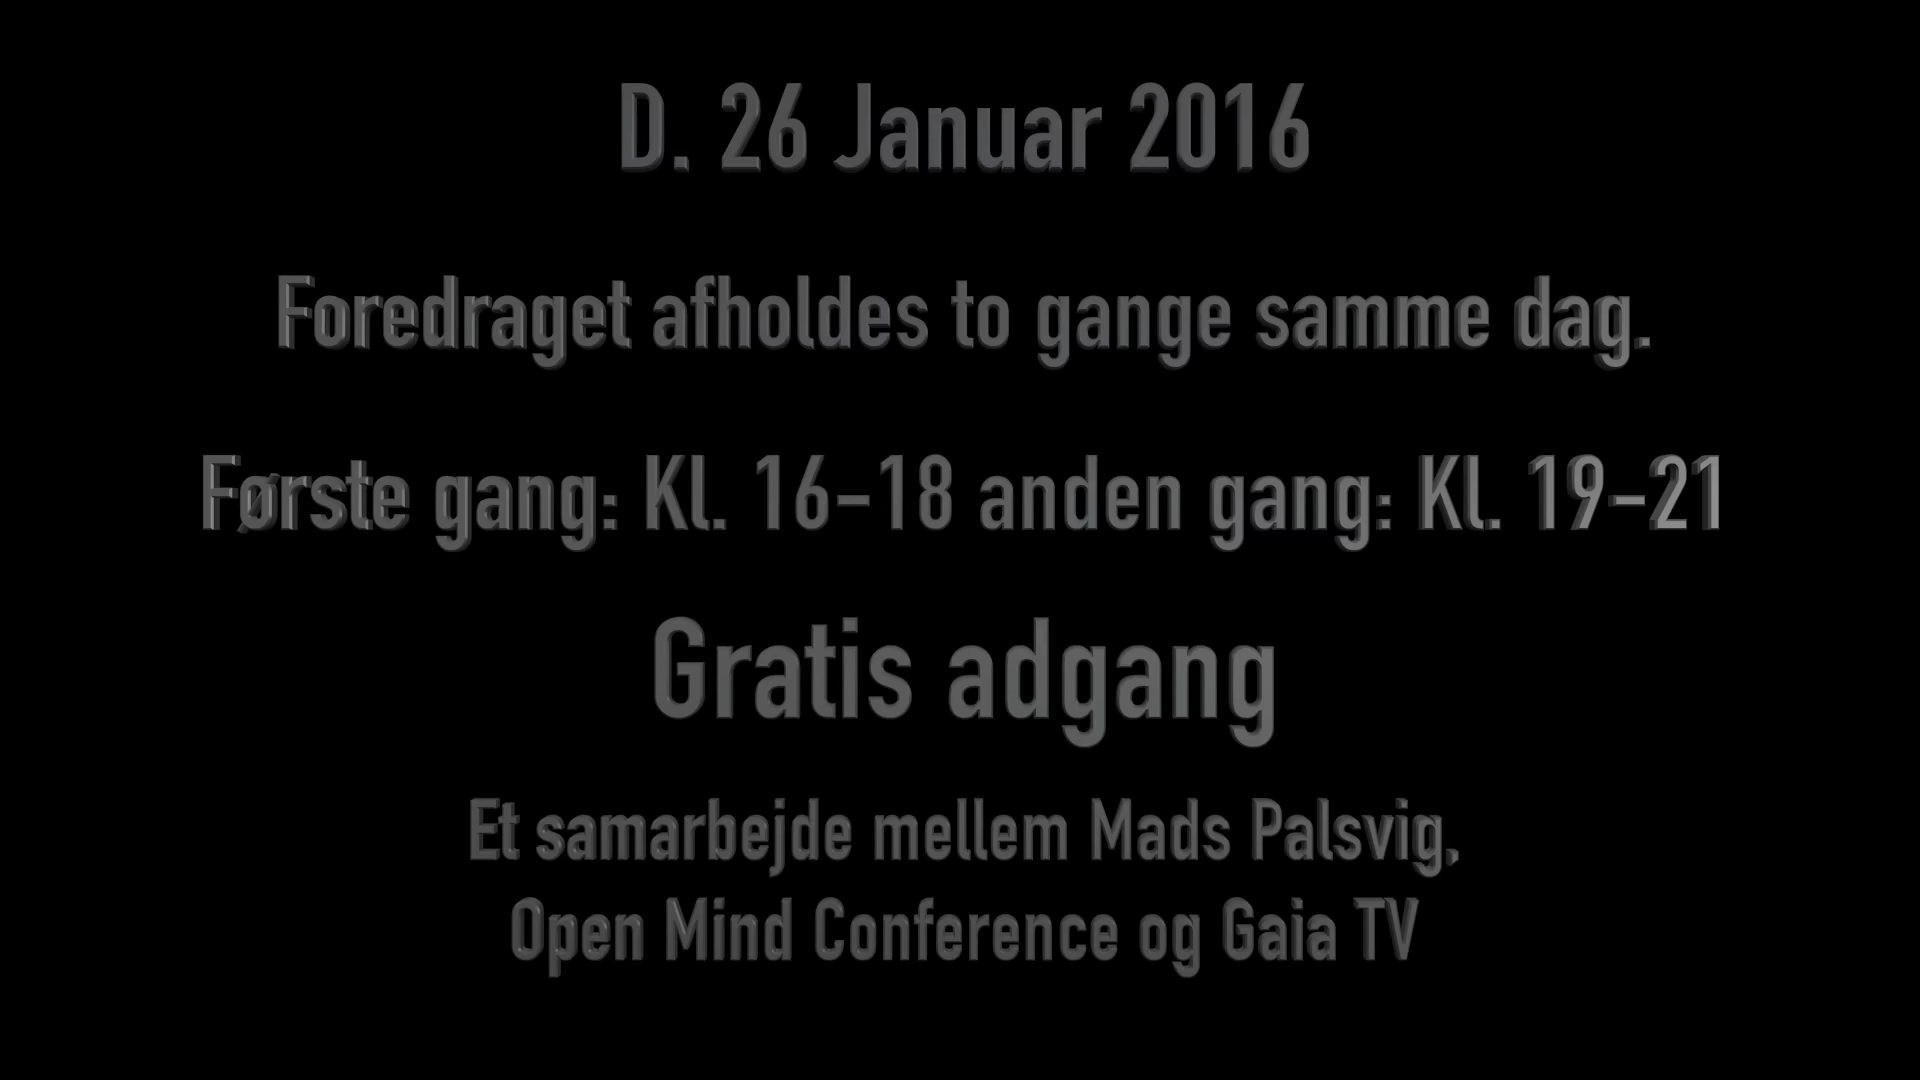 D. 26 Januar 2016
Foredraget afholdes to gange samme dag.
Første gang: Kl. 16-18 anden gang: Kl. 19-21
Gratis adgang
Et samarbejde mellem Mads Palsvig,
Open Mind Conference og Gaia TV